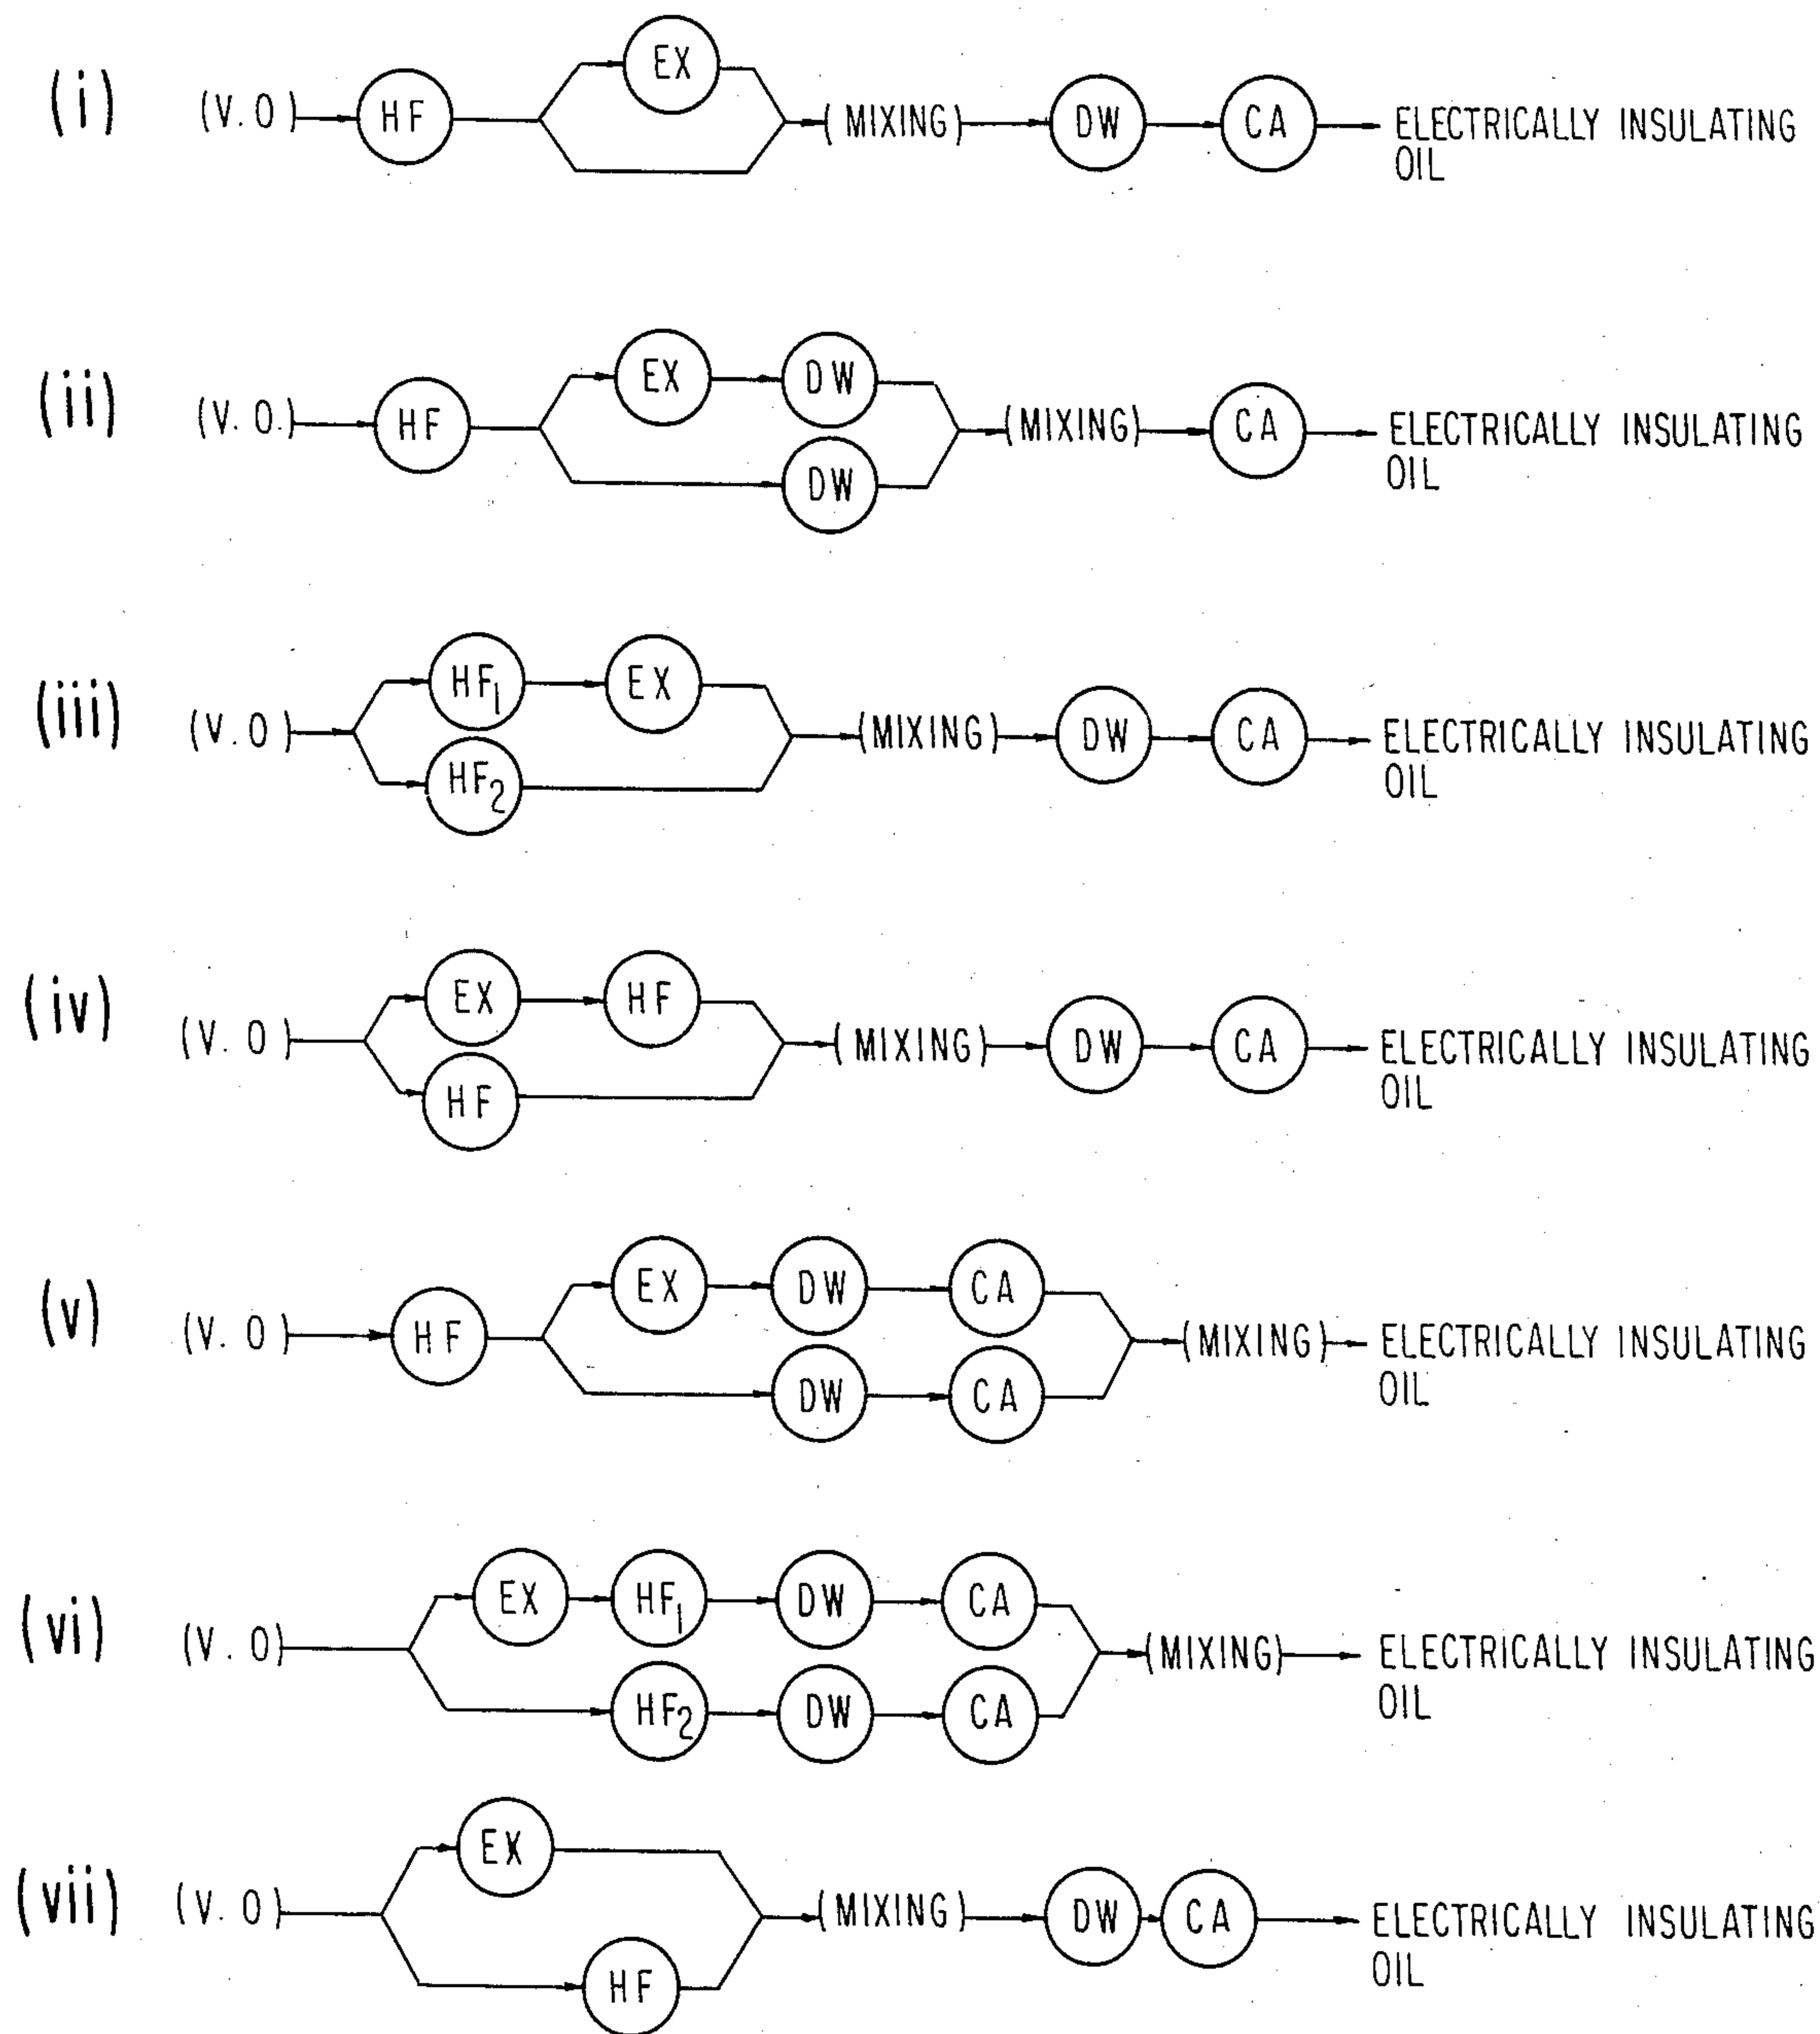 (i) (V. O) HF EX (MIXING) DW CA ELECTRICALLY INSULATING
OIL
(ii) (V. O.) HF EX DW DW (MIXING) CA ELECTRICALLY INSULATING
OIL
(iii) (V. O) HF1 EX HF2 (MIXING) DW CA ELECTRICALLY INSULATING
OIL
(iv) (V. O) EX HF HF (MIXING) DW CA ELECTRICALLY INSULATING
OIL
(v) (V. O) HF EX DW CA DW CA (MIXING) ELECTRICALLY INSULATING
OIL
(vi) (V. O) EX HF1 DW CA HF2 DW CA (MIXING) ELECTRICALLY INSULATING
OIL
(vii) (V. O) EX HF (MIXING) DW CA ELECTRICALLY INSULATING
OIL